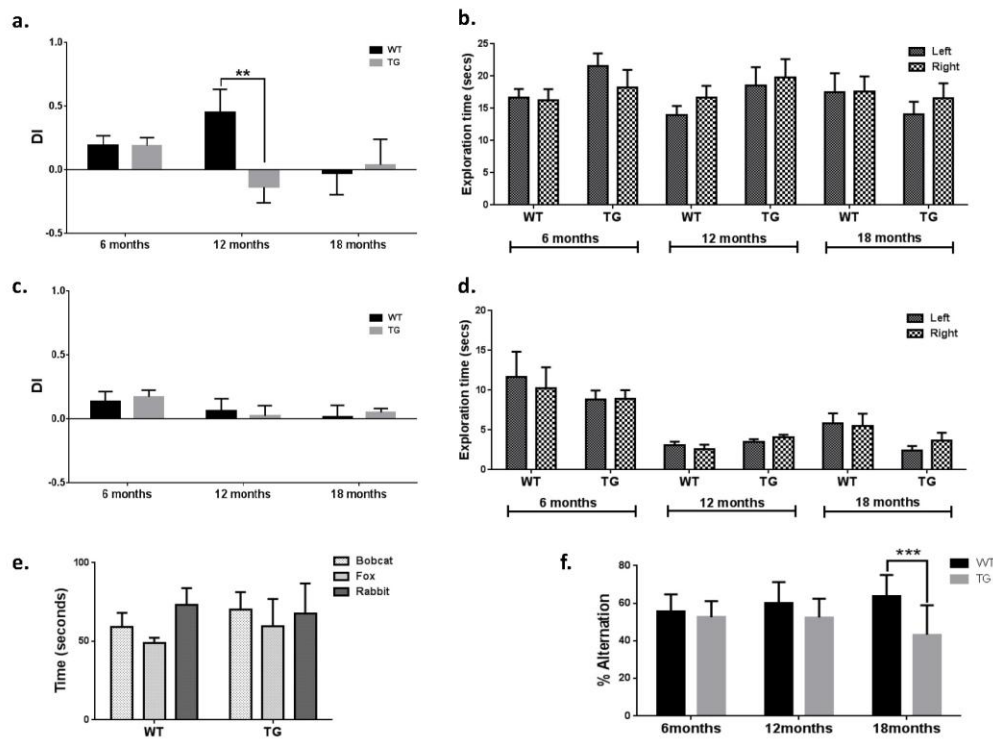 a.
1.0
0.5
0.0
-0.5
DI
WT
TG
**
6 months 12 months 18 months
b.
25
20
15
10
5
0
Exploration time (secs)
Left
Right
WT TG WT TG WT TG
6 months 12 months 18 months
c.
1.0
0.5
0.0
-0.5
DI
WT
TG
6 months 12 months 18 months
d.
20
15
10
5
0
Exploration time (secs)
Left
Right
WT TG WT TG WT TG
6 months 12 months 18 months
e.
100
50
0
Time (seconds)
Bobcat
Fox
Rabbit
WT TG
f.
80
60
40
20
0
% Alternation
WT
TG
***
6months 12months 18months